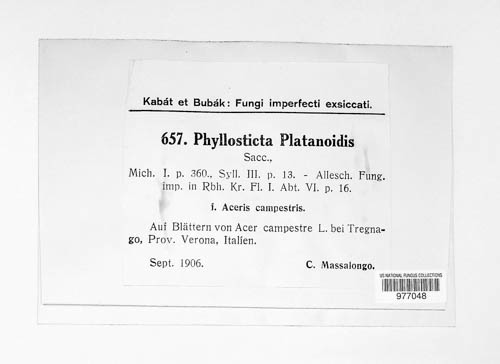 Kabát et Bubák: Fungi imperfecti exsiccati.
657. Phyllosticta Platanoidis
Sacc.,
Mich. I. p. 360., Syll. III. p. 13. - Allesch. Fung.
imp. in Rbh. Kr. Fl. I. Abt. VI. p. 16.
f. Aceris campestris.
Auf Blättern von Acer campestre L. bei Tregna-
go, Prov. Verona, Italien.
Sept. 1906.
C. Massalongo.
US NATIONAL FUNGUS COLLECTIONS
977048